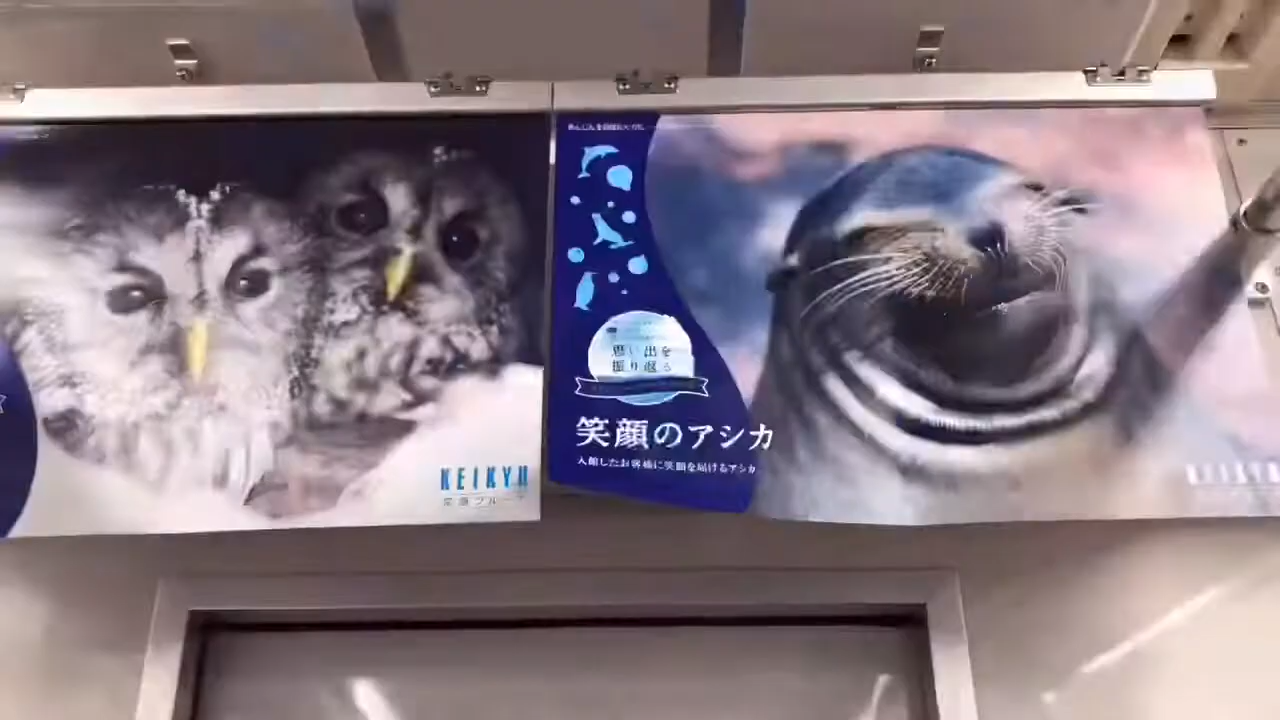 KEIKYU
京急グループ
思い出を
振り返る
笑顔のアシカ
入館したお客様に笑顔を届けるアシカ
KEIKYU